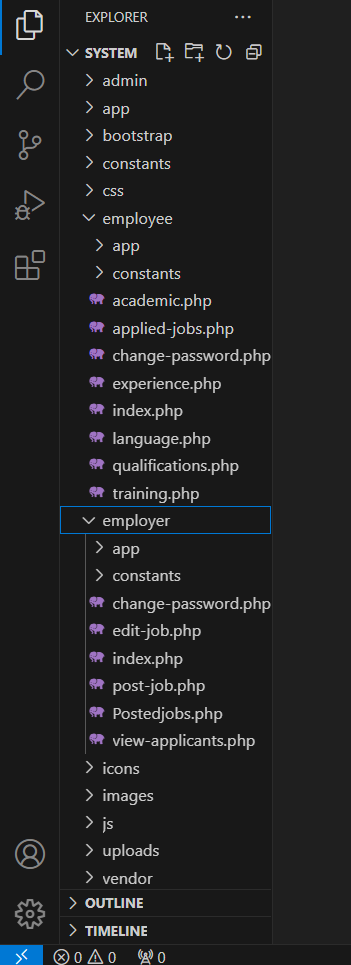 EXPLORER ...
SYSTEM
admin
app
bootstrap
constants
css
employee
app
constants
academic.php
applied-jobs.php
change-password.php
experience.php
index.php
language.php
qualifications.php
training.php
employer
app
constants
change-password.php
edit-job.php
index.php
post-job.php
Postedjobs.php
view-applicants.php
icons
images
js
uploads
vendor
OUTLINE
TIMELINE
0 0 0